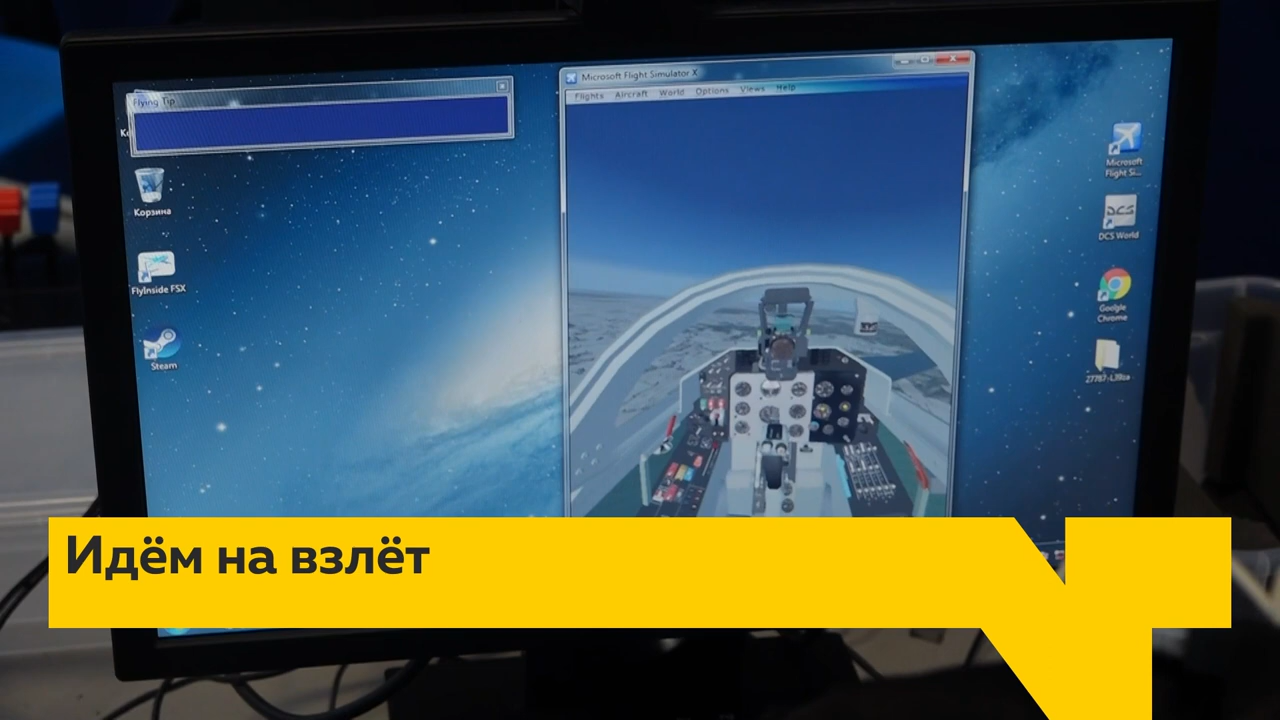 Flying Tip
Корзина
FlyInside FSX
Steam
Microsoft Flight Simulator X
Flights Aircraft World Options Views Help
Microsoft
Flight Si...
DCS
DCS World
Google
Chrome
Идём на взлёт